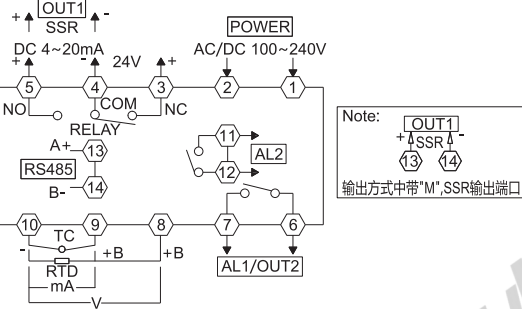 OUT1
+ SSR -
POWER
DC 4~20mA
AC/DC 100~240V
+ - 24V +
5 4 3 2 1
NO COM NC
RELAY
A+ 13
RS485
B- 14
11
AL2
12
10 9 8 7 6
TC
- +B +B
RTD
mA
V
AL1/OUT2
Note:
OUT1
+ SSR -
13 14
输出方式中带"M",SSR输出端口